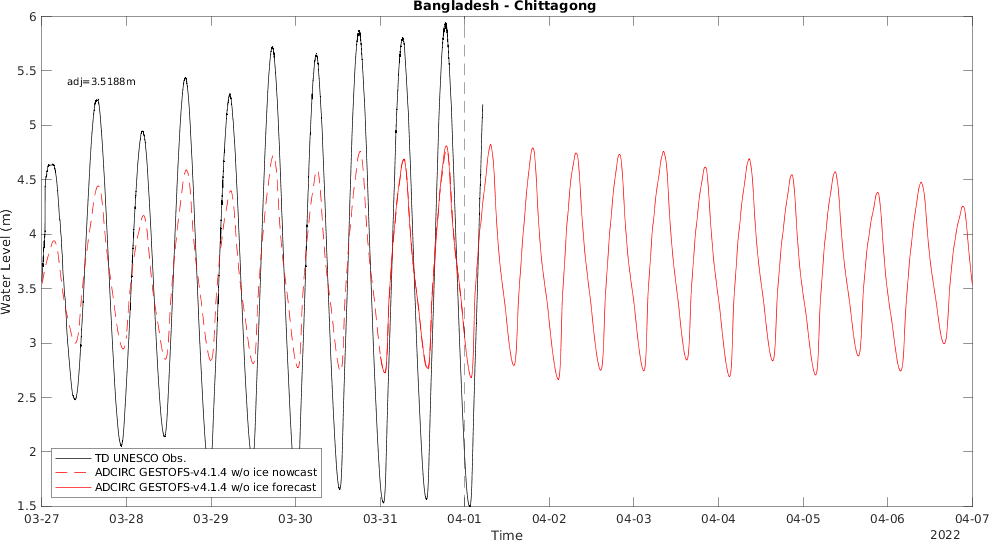 Bangladesh - Chittagong
6
5.5
adj=3.5188m
5
4.5
4
3.5
3
2.5
2
1.5
Water Level (m)
TD UNESCO Obs.
ADCIRC GESTOFS-v4.1.4 w/o ice nowcast
ADCIRC GESTOFS-v4.1.4 w/o ice forecast
03-27 03-28 03-29 03-30 03-31 04-01 04-02 04-03 04-04 04-05 04-06 04-07
Time
2022